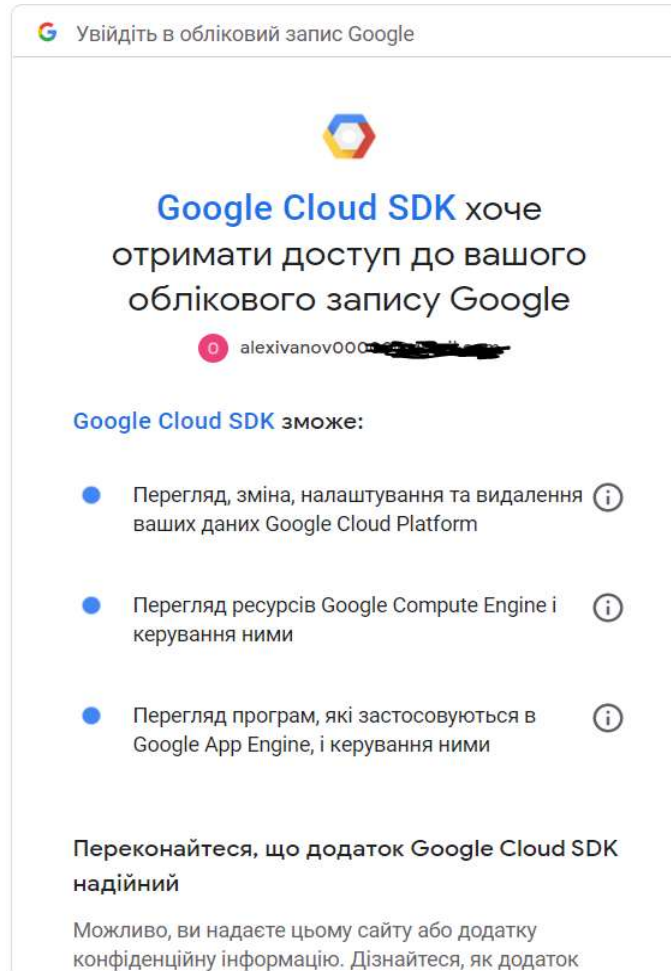 Увійдіть в обліковий запис Google
Google Cloud SDK хоче
отримати доступ до вашого
облікового запису Google
O alexivanov000
Google Cloud SDK зможе:
Перегляд, зміна, налаштування та видалення
ваших даних Google Cloud Platform
Перегляд ресурсів Google Compute Engine і
керування ними
Перегляд програм, які застосовуються в
Google App Engine, і керування ними
Переконайтеся, що додаток Google Cloud SDK
надійний
Можливо, ви надаєте цьому сайту або додатку
конфіденційну інформацію. Дізнайтеся, як додаток